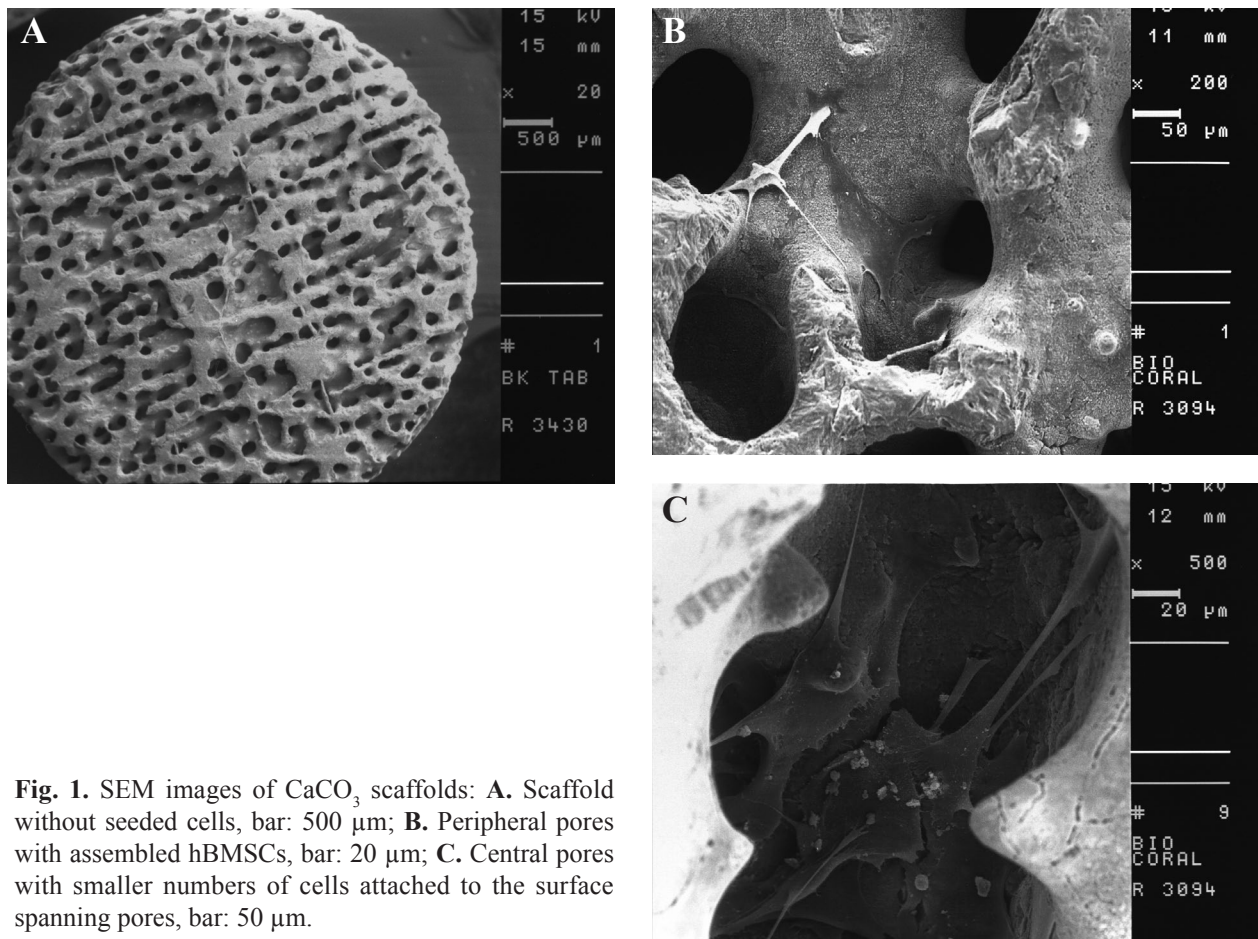 A
15 kV
15 mm
x 20
500 µm
# 1
BK TAB
R 3430
B
11 mm
x 200
50 µm
# 1
BIO
CORAL
R 3094
C
15 kV
12 mm
x 500
20 µm
# 9
BIO
CORAL
R 3094
Fig. 1. SEM images of CaCO₃ scaffolds: A. Scaffold
without seeded cells, bar: 500 µm; B. Peripheral pores
with assembled hBMSCs, bar: 20 µm; C. Central pores
with smaller numbers of cells attached to the surface
spanning pores, bar: 50 µm.